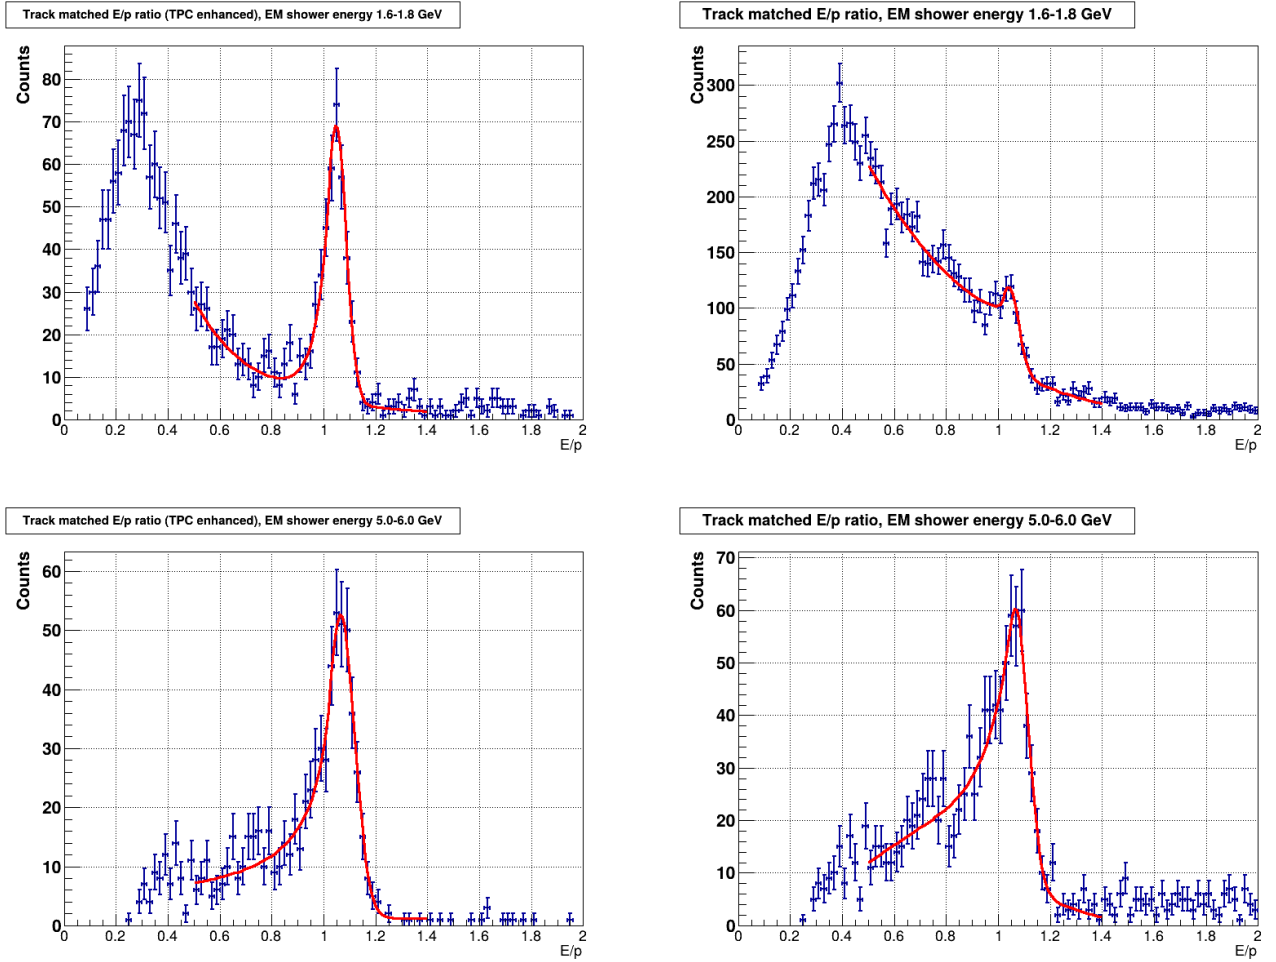 Track matched E/p ratio (TPC enhanced), EM shower energy 1.6-1.8 GeV
Counts
80
70
60
50
40
30
20
10
0
0 0.2 0.4 0.6 0.8 1 1.2 1.4 1.6 1.8 2
E/p
Track matched E/p ratio, EM shower energy 1.6-1.8 GeV
Counts
300
250
200
150
100
50
0
0 0.2 0.4 0.6 0.8 1 1.2 1.4 1.6 1.8 2
E/p
Track matched E/p ratio (TPC enhanced), EM shower energy 5.0-6.0 GeV
Counts
60
50
40
30
20
10
0
0 0.2 0.4 0.6 0.8 1 1.2 1.4 1.6 1.8 2
E/p
Track matched E/p ratio, EM shower energy 5.0-6.0 GeV
Counts
70
60
50
40
30
20
10
0
0 0.2 0.4 0.6 0.8 1 1.2 1.4 1.6 1.8 2
E/p